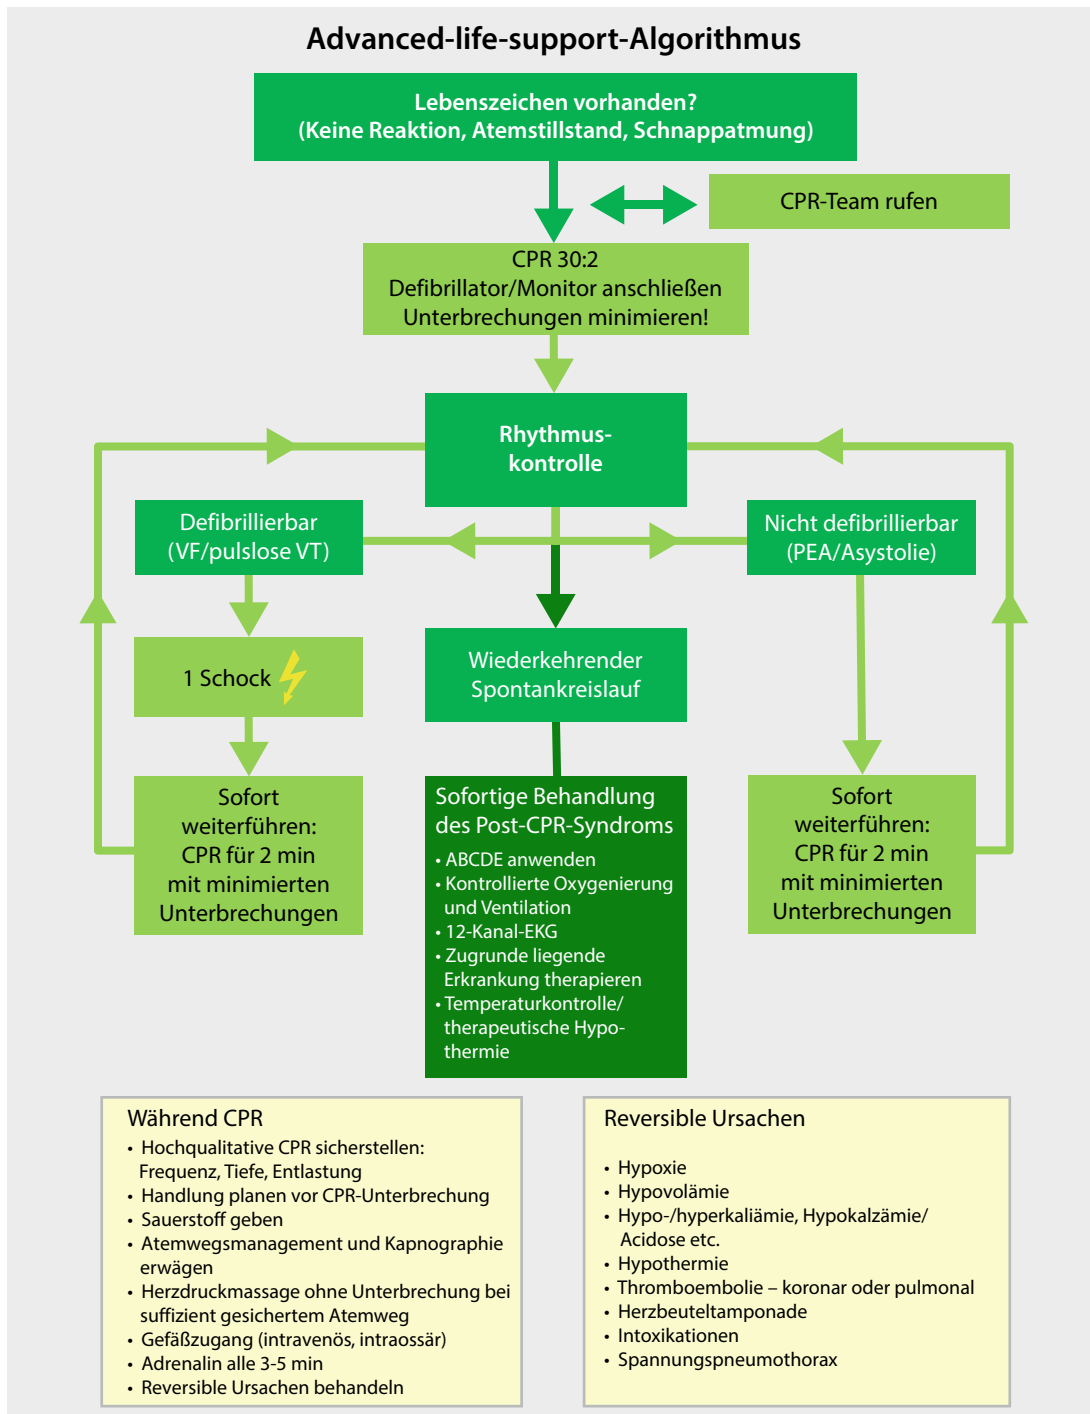 Advanced-life-support-Algorithmus
Lebenszeichen vorhanden?
(Keine Reaktion, Atemstillstand, Schnappatmung)
CPR-Team rufen
CPR 30:2
Defibrillator/Monitor anschließen
Unterbrechungen minimieren!
Rhythmus-
kontrolle
Defibrillierbar
(VF/pulslose VT)
Nicht defibrillierbar
(PEA/Asystolie)
1 Schock
Wiederkehrender
Spontankreislauf
Sofort
weiterführen:
CPR für 2 min
mit minimierten
Unterbrechungen
Sofortige Behandlung
des Post-CPR-Syndroms
• ABCDE anwenden
• Kontrollierte Oxygenierung
und Ventilation
• 12-Kanal-EKG
• Zugrunde liegende
Erkrankung therapieren
• Temperaturkontrolle/
therapeutische Hypo-
thermie
Sofort
weiterführen:
CPR für 2 min
mit minimierten
Unterbrechungen
Während CPR
• Hochqualitative CPR sicherstellen:
Frequenz, Tiefe, Entlastung
• Handlung planen vor CPR-Unterbrechung
• Sauerstoff geben
• Atemwegsmanagement und Kapnographie
erwägen
• Herzdruckmassage ohne Unterbrechung bei
suffizient gesichertem Atemweg
• Gefäßzugang (intravenös, intraossär)
• Adrenalin alle 3-5 min
• Reversible Ursachen behandeln
Reversible Ursachen
• Hypoxie
• Hypovolämie
• Hypo-/hyperkaliämie, Hypokalzämie/
Acidose etc.
• Hypothermie
• Thromboembolie – koronar oder pulmonal
• Herzbeuteltamponade
• Intoxikationen
• Spannungspneumothorax